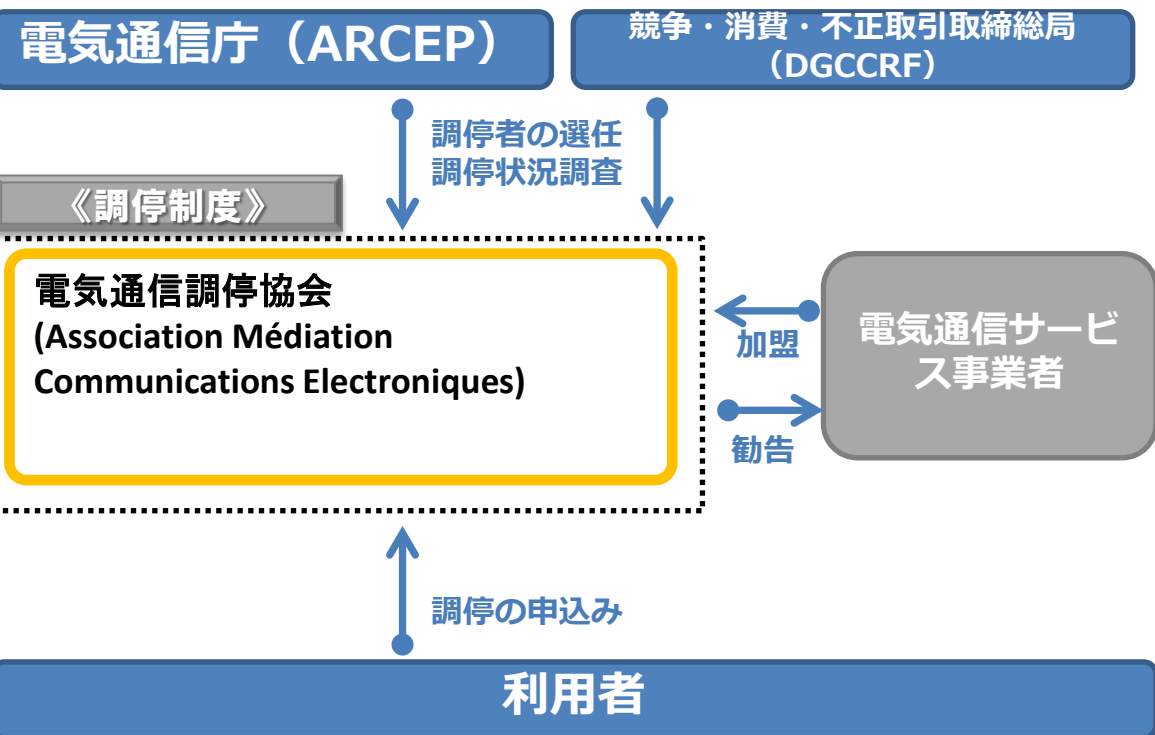 電気通信庁（ARCEP）
競争・消費・不正取引取締総局
（DGCCRF）
調停者の選任
調停状況調査
《調停制度》
電気通信調停協会
(Association Médiation
Communications Electroniques)
加盟
勧告
電気通信サービ
ス事業者
調停の申込み
利用者